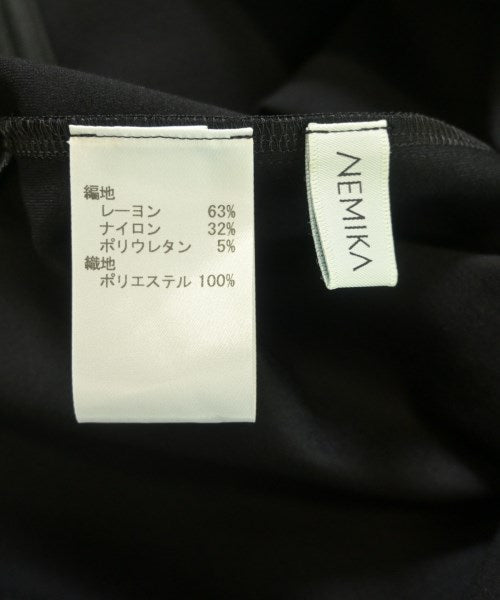 編地
レーヨン 63%
ナイロン 32%
ポリウレタン 5%
織地
ポリエステル 100%
NEMIKA